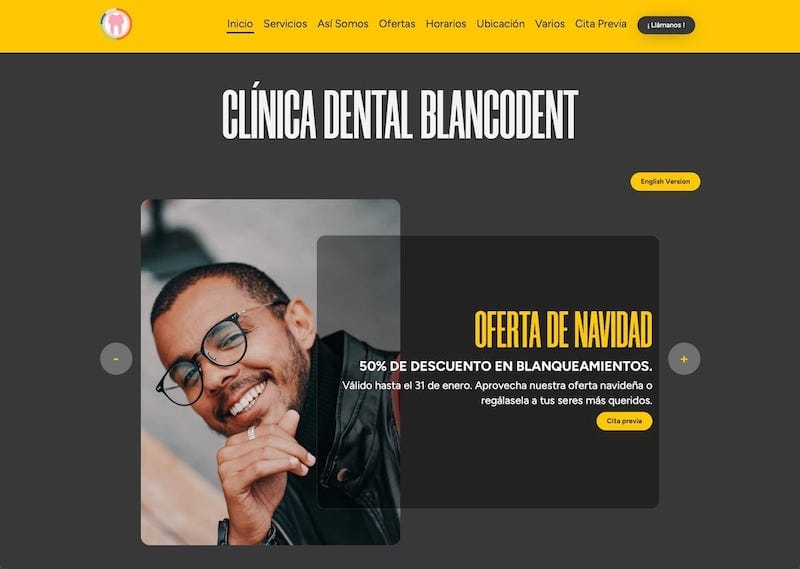 Inicio Servicios Así Somos Ofertas Horarios Ubicación Varios Cita Previa ¡ Llámanos !
CLÍNICA DENTAL BLANCODENT
English Version
OFERTA DE NAVIDAD
50% DE DESCUENTO EN BLANQUEAMIENTOS.
Válido hasta el 31 de enero. Aprovecha nuestra oferta navideña o
regálasela a tus seres más queridos.
- +
Cita previa